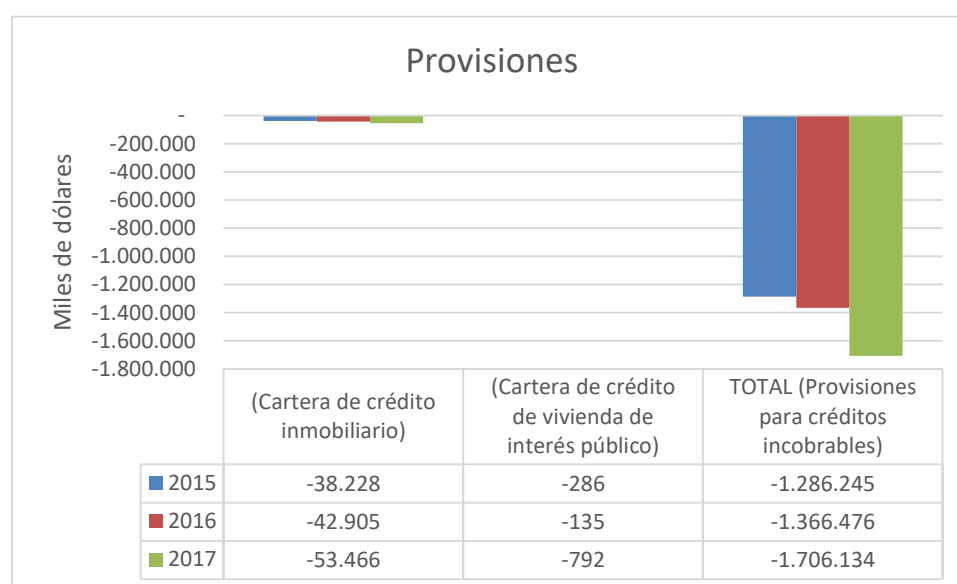 Provisiones
Miles de dólares
-
-200.000
-400.000
-600.000
-800.000
-1.000.000
-1.200.000
-1.400.000
-1.600.000
-1.800.000
(Cartera de crédito
inmobiliario)
(Cartera de crédito
de vivienda de
interés público)
TOTAL (Provisiones
para créditos
incobrables)
2015 -38.228 -286 -1.286.245
2016 -42.905 -135 -1.366.476
2017 -53.466 -792 -1.706.134